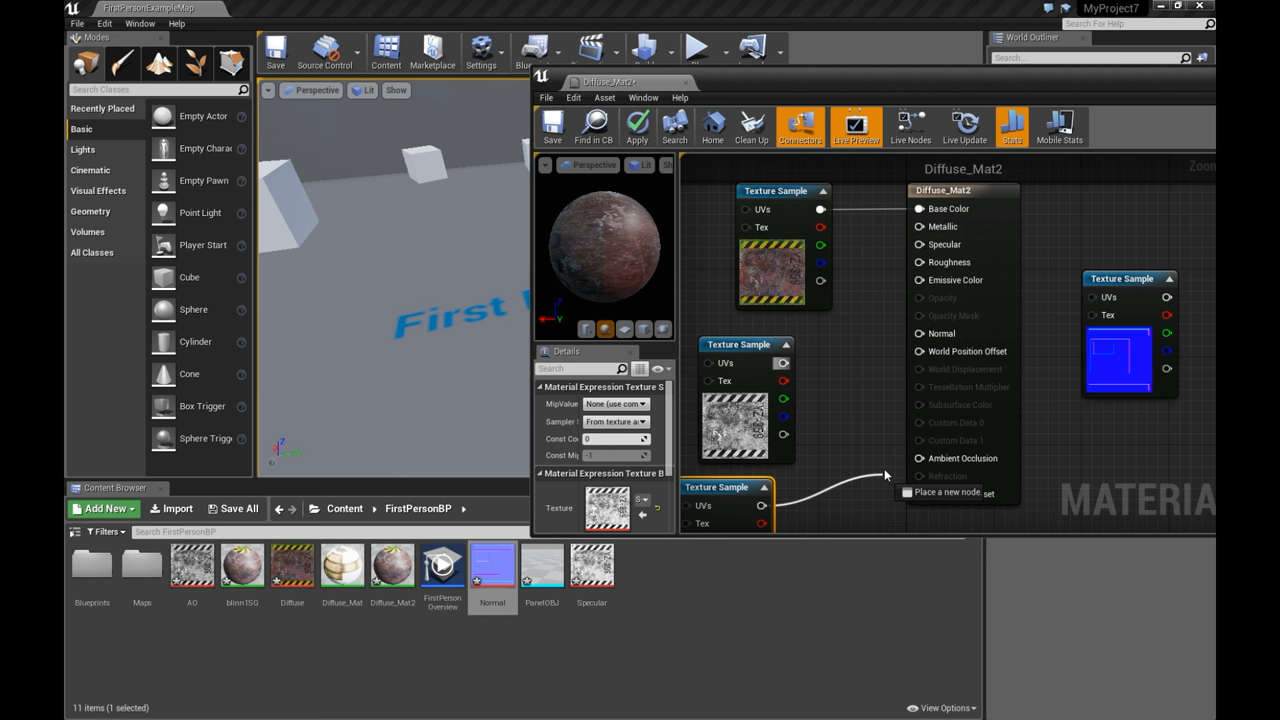 FirstPersonExampleMap
MyProject7
File Edit Window Help
Search For Help
Modes
World Outliner
Search Classes
Search...
Save Source Control Content Marketplace Settings
Recently Placed
Basic
Lights
Cinematic
Visual Effects
Geometry
Volumes
All Classes
Empty Actor
Empty Charac
Empty Pawn
Point Light
Player Start
Cube
Sphere
Cylinder
Cone
Box Trigger
Sphere Trigg
Perspective Lit Show
First
Diffuse_Mat2*
File Edit Asset Window Help
Save Find in CB Apply Search Home Clean Up Connectors Live Preview Live Nodes Live Update Stats Mobile Stats
Perspective Lit Sh
Diffuse_Mat2
Zoo
Texture Sample
UVs
Tex
Texture Sample
UVs
Tex
Texture Sample
UVs
Tex
Diffuse_Mat2
Base Color
Metallic
Specular
Roughness
Emissive Color
Opacity
Opacity Mask
Normal
World Position Offset
World Displacement
Tessellation Multiplier
Subsurface Color
Custom Data 0
Custom Data 1
Ambient Occlusion
Refraction
set
Place a new node.
Texture Sample
UVs
Tex
MATERIA
Details
Search
Material Expression Texture S
MipValue None (use com
Sampler From texture a
Const Co 0
Const Mi -1
Material Expression Texture B
Texture
Content Browser
Add New Import Save All Content FirstPersonBP
Filters Search FirstPersonBP
Blueprints
Maps
AO
blinn1SG
Diffuse
Diffuse_Mat
Diffuse_Mat2
FirstPerson
Overview
Normal
PanelOBJ
Specular
11 items (1 selected)
View Options